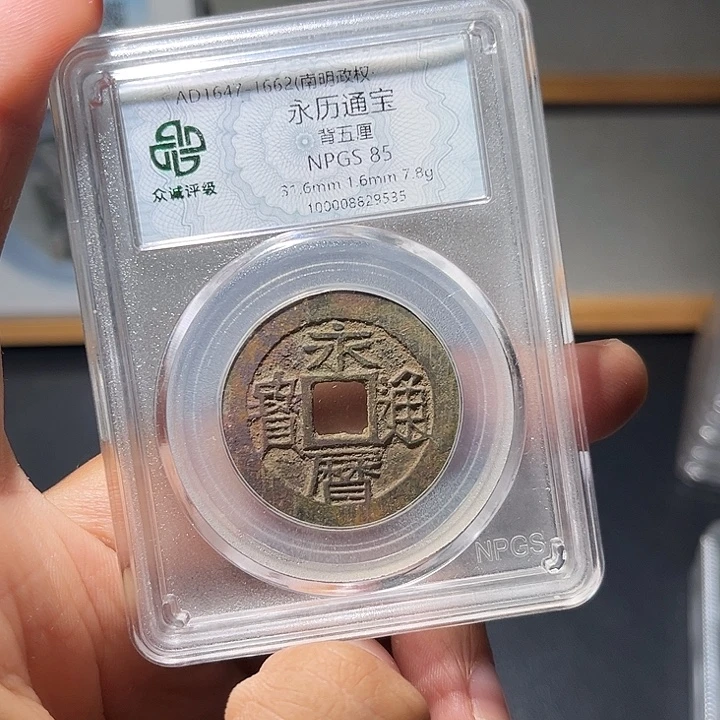 AD1647-1662(南明政权
永历通宝
背五厘
NPGS 85
31.6mm 1.6mm 7.8g
100008829535
众诚评级
永
曆
通
寶
NPGS